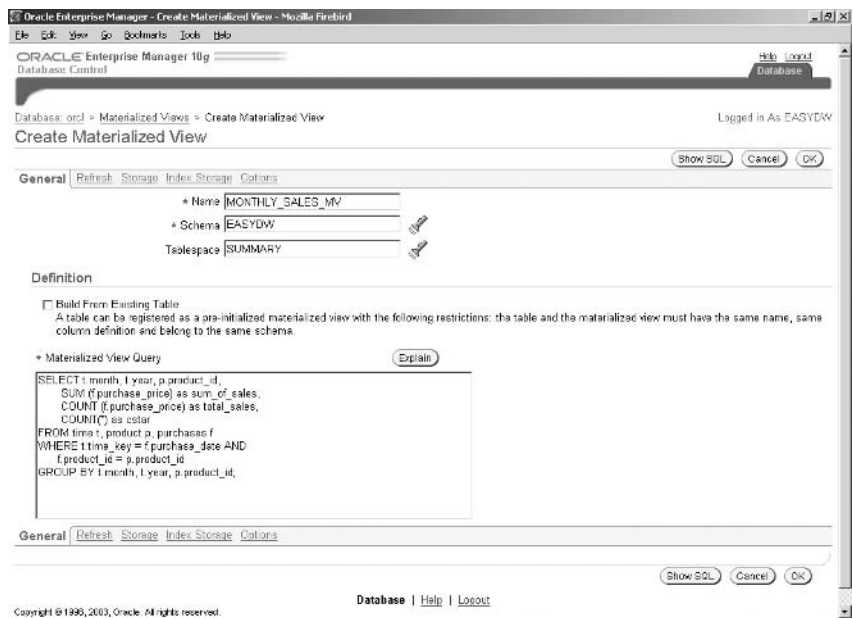 Oracle Enterprise Manager - Create Materialized View - Mozilla Firebird
File Edit View Go Bookmarks Tools Help
ORACLE Enterprise Manager 10g
Database Control
Help Logout
Database
Database: orcl > Materialized Views > Create Materialized View
Logged in As EASYDW
Create Materialized View
Show SQL Cancel OK
General Refresh Storage Index Storage Options
* Name MONTHLY_SALES_MV
* Schema EASYDW
Tablespace SUMMARY
Definition
Build From Existing Table
A table can be registered as a pre-initialized materialized view with the following restrictions: the table and the materialized view must have the same name, same
column definition and belong to the same schema.
* Materialized View Query
Explain
SELECT t.month, t.year, p.product_id,
SUM (f.purchase_price) as sum_of_sales,
COUNT (f.purchase_price) as total_sales,
COUNT(*) as cstar
FROM time t, product p, purchases f
WHERE t.time_key = f.purchase_date AND
f.product_id = p.product_id
GROUP BY t.month, t.year, p.product_id;
General Refresh Storage Index Storage Options
Show SQL Cancel OK
Database | Help | Logout
Copyright © 1996, 2003, Oracle. All rights reserved.